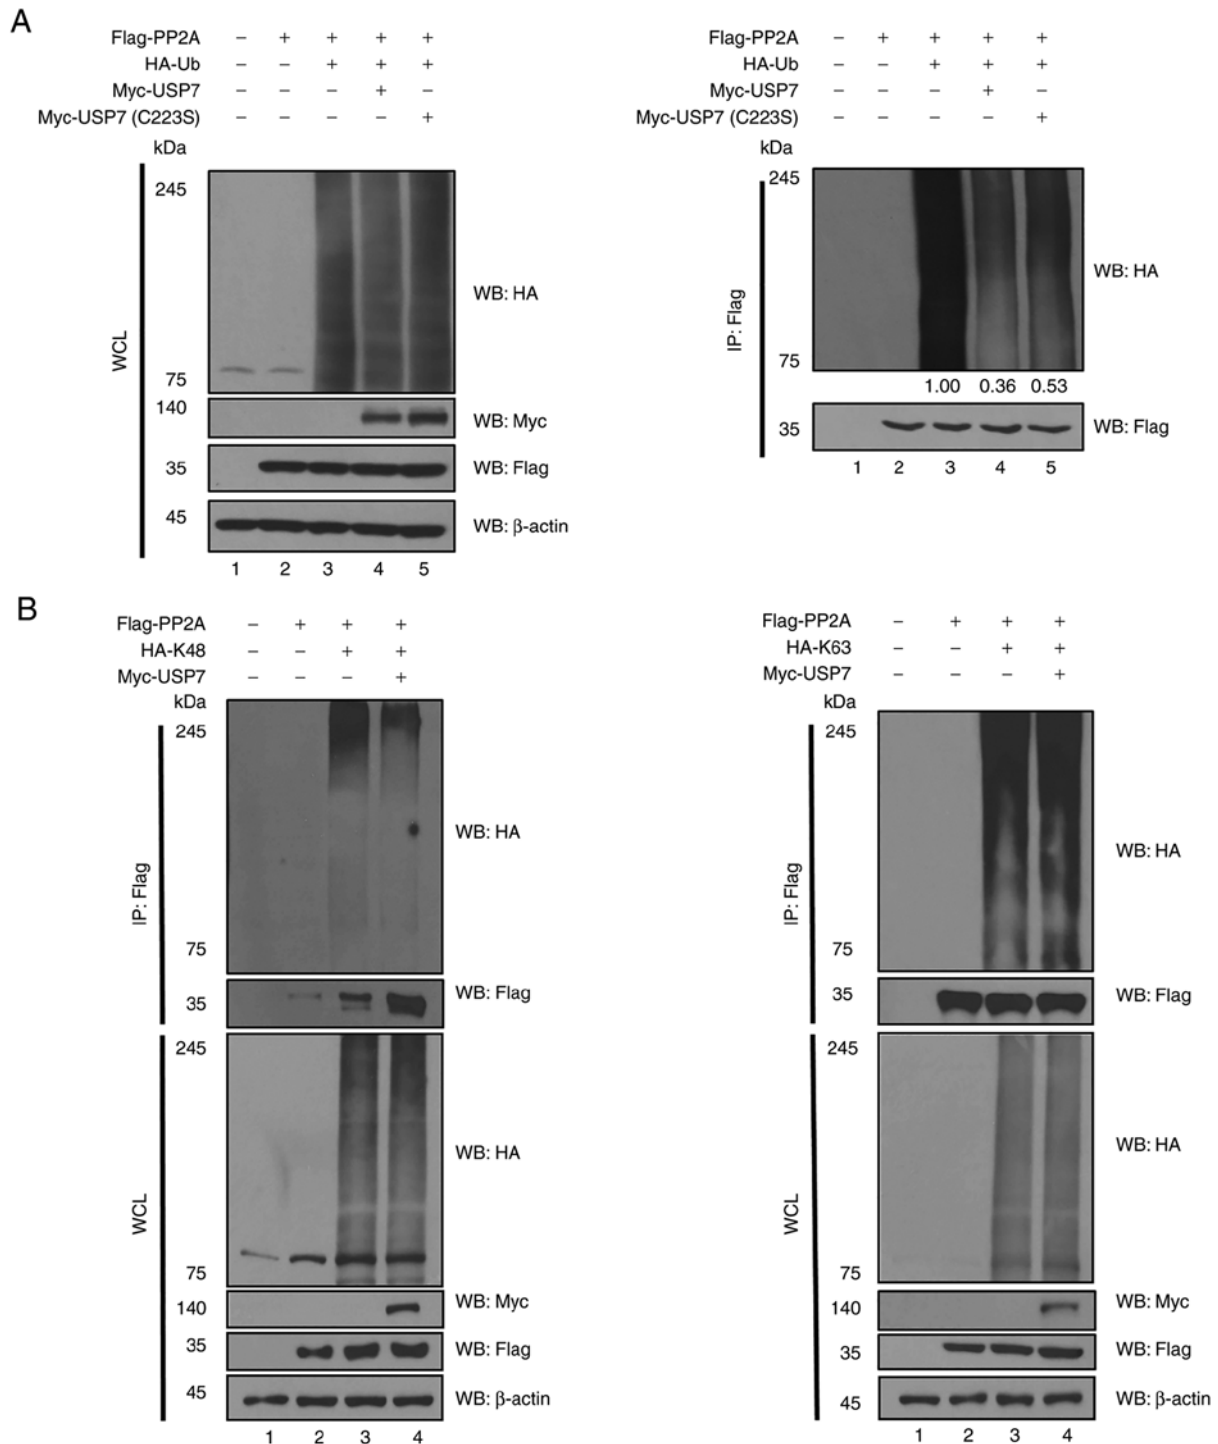 A
Flag-PP2A – + + + +
HA-Ub – – + + +
Myc-USP7 – – – + –
Myc-USP7 (C223S) – – – – +
kDa
245
WB: HA
75
140
WB: Myc
35
WB: Flag
45
WB: β-actin
WCL
1 2 3 4 5
Flag-PP2A – + + + +
HA-Ub – – + + +
Myc-USP7 – – – + –
Myc-USP7 (C223S) – – – – +
kDa
245
WB: HA
IP: Flag
75
1.00 0.36 0.53
35
WB: Flag
1 2 3 4 5
B
Flag-PP2A – + + +
HA-K48 – – + +
Myc-USP7 – – – +
kDa
245
WB: HA
IP: Flag
75
35
WB: Flag
245
WB: HA
WCL
75
140
WB: Myc
35
WB: Flag
45
WB: β-actin
1 2 3 4
Flag-PP2A – + + +
HA-K63 – – + +
Myc-USP7 – – – +
kDa
245
WB: HA
IP: Flag
75
35
WB: Flag
245
WB: HA
WCL
75
140
WB: Myc
35
WB: Flag
45
WB: β-actin
1 2 3 4